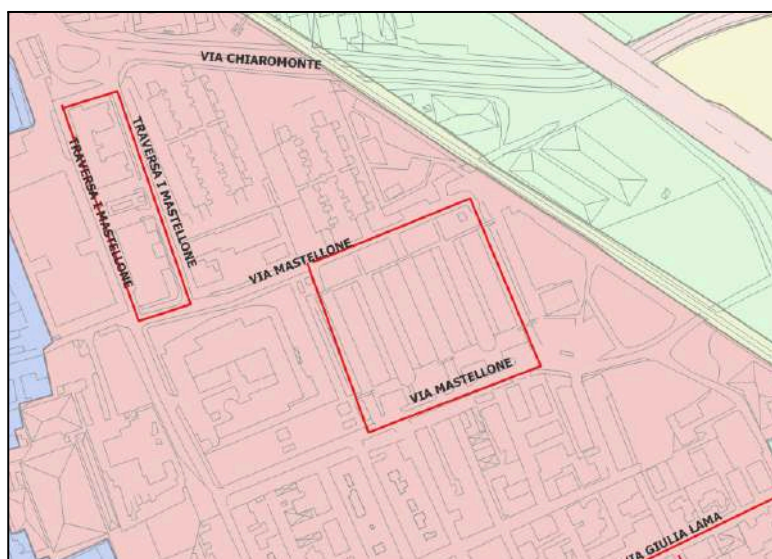 VIA CHIAROMONTE
TRAVERSA I MASTELLONE
TRAVERSA I MASTELLONE
VIA MASTELLONE
VIA MASTELLONE
VIA GIULIA LAMA